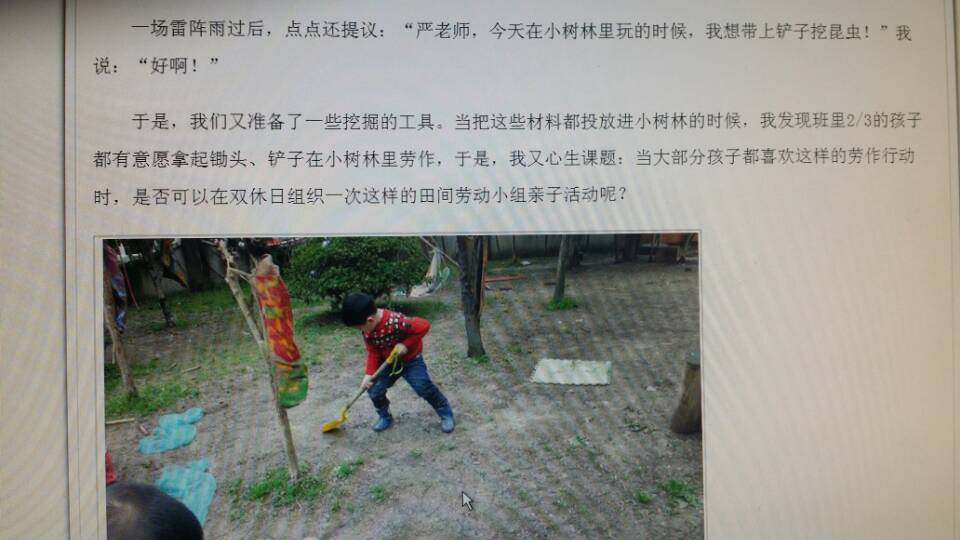 一场雷阵雨过后，点点还提议：“严老师，今天在小树林里玩的时候，我想带上铲子挖昆虫！”我
说：“好啊！”
于是，我们又准备了一些挖掘的工具。当把这些材料都投放进小树林的时候，我发现班里2/3的孩子
都有意愿拿起锄头、铲子在小树林里劳作，于是，我又心生课题：当大部分孩子都喜欢这样的劳作行动
时，是否可以在双休日组织一次这样的田间劳动小组亲子活动呢？